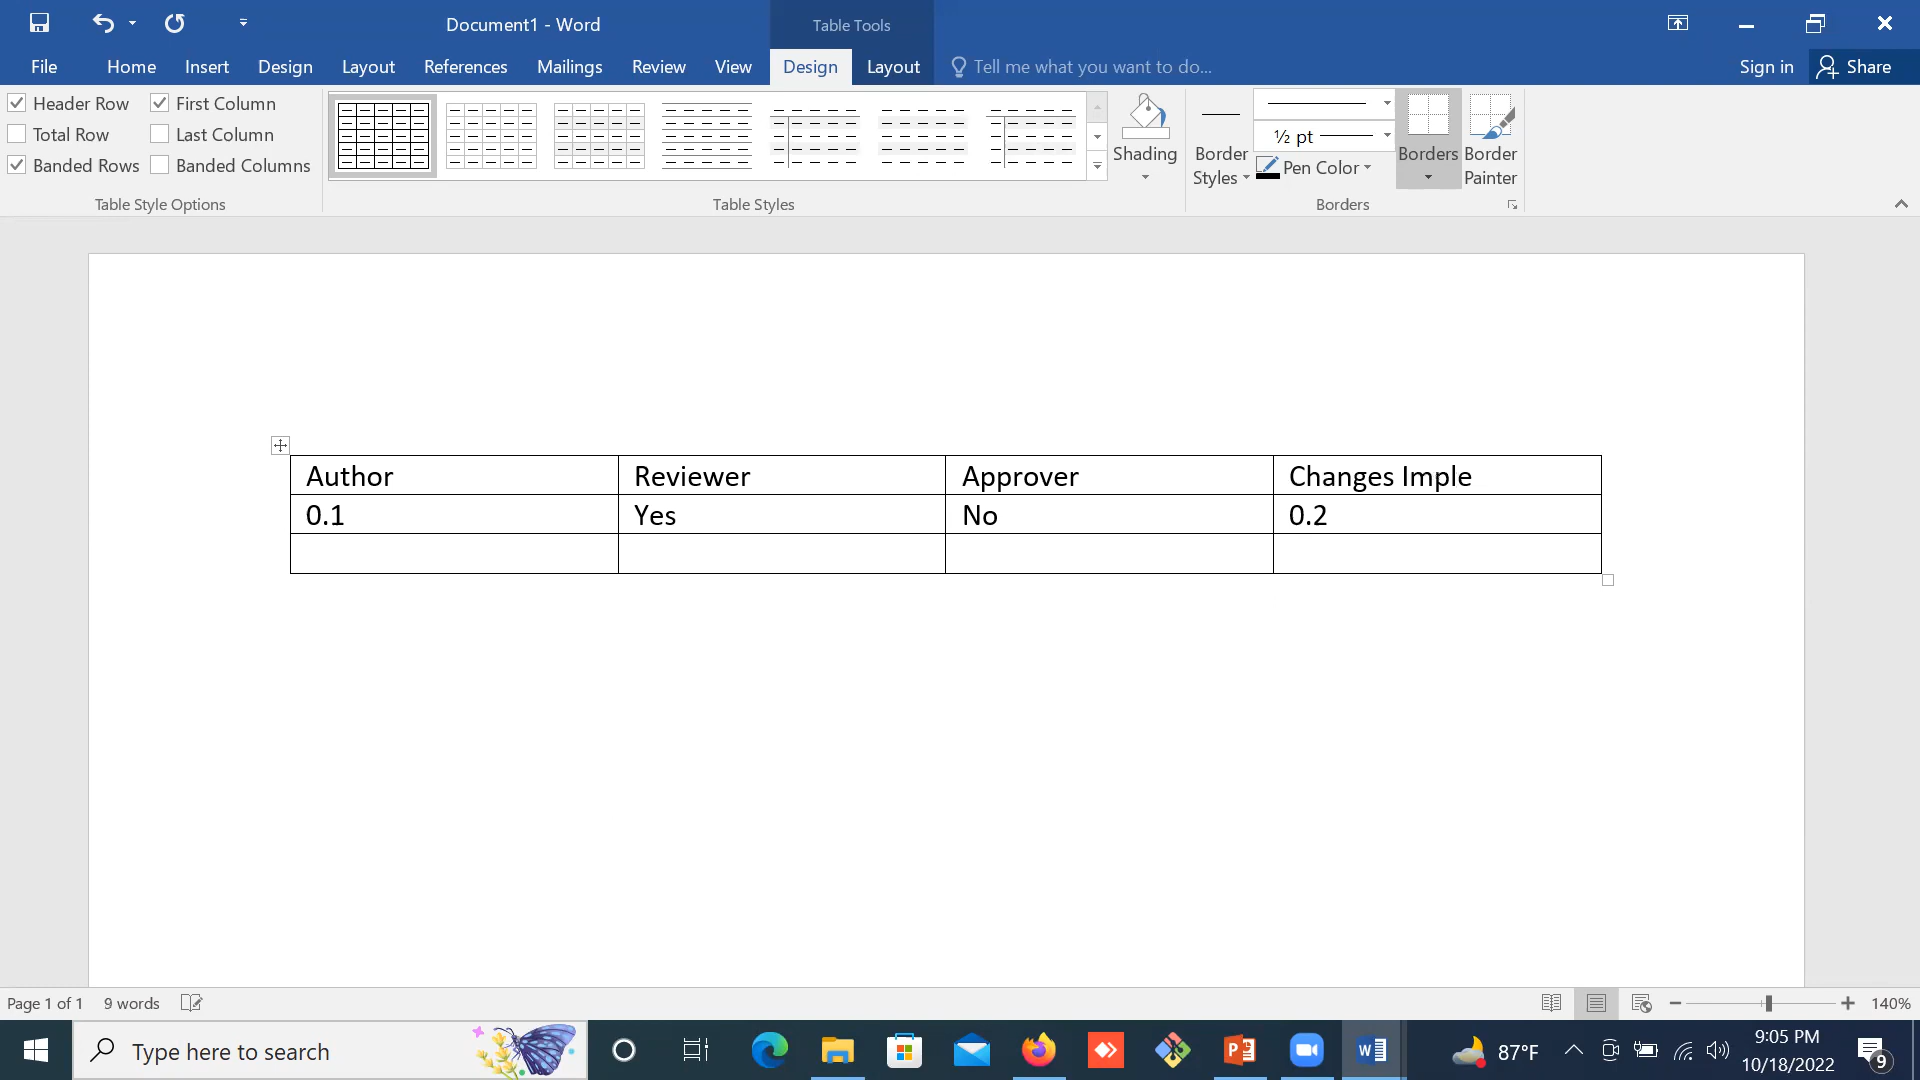 Document1 - Word
Table Tools
File Home Insert Design Layout References Mailings Review View Design Layout Tell me what you want to do... Sign in Share
Header Row First Column
Total Row Last Column
Banded Rows Banded Columns
Table Style Options
Table Styles
Shading
Border Styles
½ pt
Pen Color
Borders
Border Painter
Borders
Author Reviewer Approver Changes Imple
0.1 Yes No 0.2
Page 1 of 1 9 words 140%
Type here to search
87°F
9:05 PM
10/18/2022
9